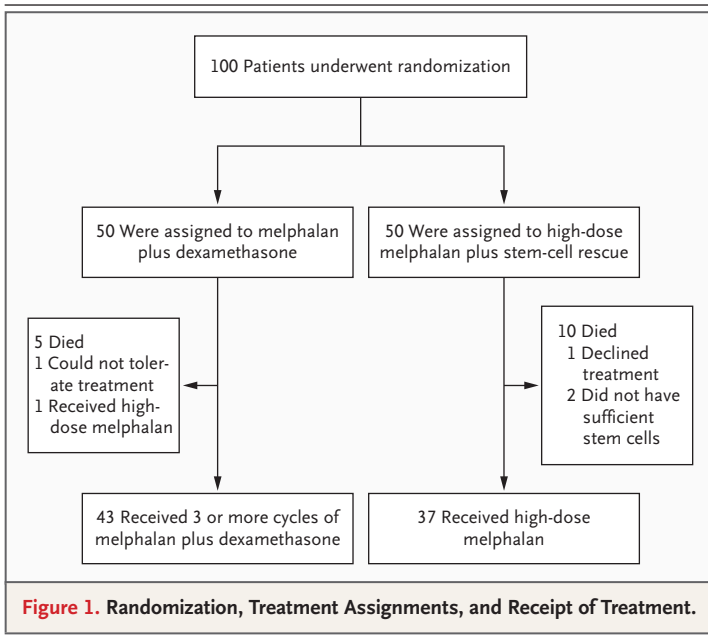 100 Patients underwent randomization
50 Were assigned to melphalan
plus dexamethasone
50 Were assigned to high-dose
melphalan plus stem-cell rescue
5 Died
1 Could not toler-
ate treatment
1 Received high-
dose melphalan
10 Died
1 Declined
treatment
2 Did not have
sufficient
stem cells
43 Received 3 or more cycles of
melphalan plus dexamethasone
37 Received high-dose
melphalan
Figure 1. Randomization, Treatment Assignments, and Receipt of Treatment.